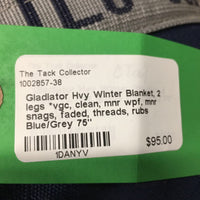 The Tack Collector
1002857-38
Gladiator Hvy Winter Blanket, 2
legs *vgc, clean, mnr wpf, mnr
snags, faded, threads, rubs
Blue/Grey 75"
$95.00
1DANYV